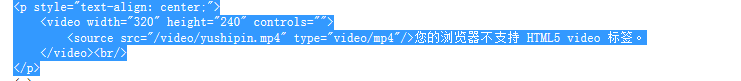 <p style="text-align: center;">
<video width="320" height="240" controls="">
<source src="/video/yushipin.mp4" type="video/mp4"/>您的浏览器不支持 HTML5 video 标签。
</video><br/>
</p>